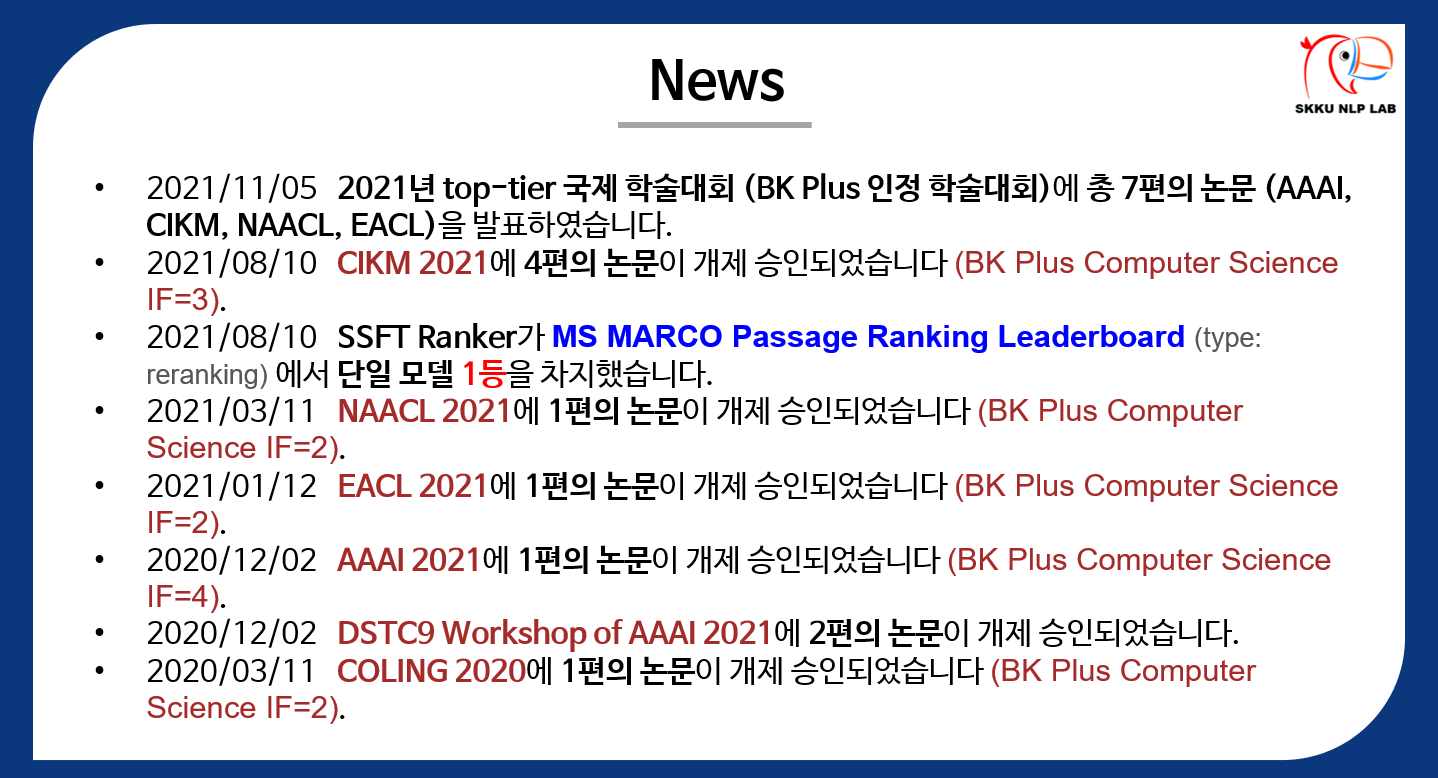 News
SKKU NLP LAB
• 2021/11/05 2021년 top-tier 국제 학술대회 (BK Plus 인정 학술대회)에 총 7편의 논문 (AAAI,
CIKM, NAACL, EACL)을 발표하였습니다.
• 2021/08/10 CIKM 2021에 4편의 논문이 개제 승인되었습니다 (BK Plus Computer Science
IF=3).
• 2021/08/10 SSFT Ranker가 MS MARCO Passage Ranking Leaderboard (type:
reranking) 에서 단일 모델 1등을 차지했습니다.
• 2021/03/11 NAACL 2021에 1편의 논문이 개제 승인되었습니다 (BK Plus Computer
Science IF=2).
• 2021/01/12 EACL 2021에 1편의 논문이 개제 승인되었습니다 (BK Plus Computer Science
IF=2).
• 2020/12/02 AAAI 2021에 1편의 논문이 개제 승인되었습니다 (BK Plus Computer Science
IF=4).
• 2020/12/02 DSTC9 Workshop of AAAI 2021에 2편의 논문이 개제 승인되었습니다.
• 2020/03/11 COLING 2020에 1편의 논문이 개제 승인되었습니다 (BK Plus Computer
Science IF=2).